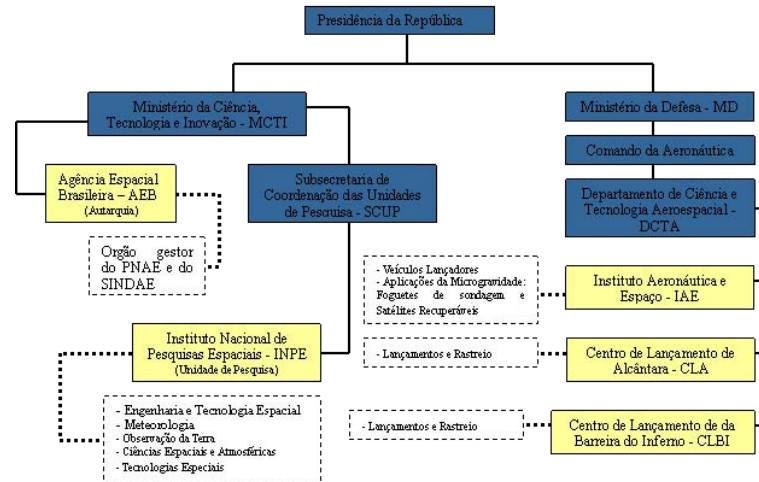 Presidência da República
Ministério da Ciência,
Tecnologia e Inovação - MCTI
Ministério da Defesa - MD
Comando da Aeronáutica
Agência Espacial
Brasileira – AEB
(Autarquia)
Subsecretaria de
Coordenação das Unidades
de Pesquisa - SCUP
Departamento de Ciência e
Tecnologia Aeroespacial -
DCTA
Orgão gestor
do PNAE e do
SINDAE
- Veículos Lançadores
- Aplicações da Microgravidade:
Foguetes de sondagem e
Satélites Recuperáveis
Instituto Aeronáutica e
Espaço - IAE
Instituto Nacional de
Pesquisas Espaciais - INPE
(Unidade de Pesquisa)
- Lançamentos e Rastreio
Centro de Lançamento de
Alcântara - CLA
- Engenharia e Tecnologia Espacial
- Meteorologia
- Observação da Terra
- Ciências Espaciais e Atmosféricas
- Tecnologias Especiais
- Lançamentos e Rastreio
Centro de Lançamento de da
Barreira do Inferno - CLBI